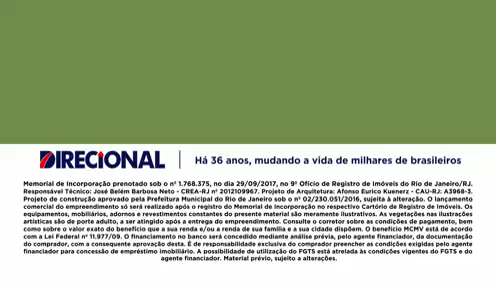 DIRECIONAL | Há 36 anos, mudando a vida de milhares de brasileiros
Memorial de Incorporação prenotado sob o nº 1.768.375, no dia 29/09/2017, no 9º Ofício de Registro de Imóveis do Rio de Janeiro/RJ.
Responsável Técnico: José Belém Barbosa Neto - CREA-RJ nº 2012109967. Projeto de Arquitetura: Afonso Eurico Kuenerz - CAU-RJ: A3968-3.
Projeto de construção aprovado pela Prefeitura Municipal do Rio de Janeiro sob o nº 02/230.051/2016, sujeita à alteração. O lançamento
comercial do empreendimento só será realizado após o registro do Memorial de Incorporação no respectivo Cartório de Registro de Imóveis. Os
equipamentos, mobiliários, adornos e revestimentos constantes do presente material são meramente ilustrativos. As vegetações nas ilustrações
artísticas são de porte adulto, a ser atingido após a entrega do empreendimento. Consulte o corretor sobre as condições de pagamento, bem
como sobre o valor exato do benefício que a sua renda e/ou a renda de sua família e a sua cidade dispõem. O benefício MCMV está de acordo
com a Lei Federal nº 11.977/09. O financiamento no banco será concedido mediante análise prévia, pelo agente financiador, da documentação
do comprador, com a consequente aprovação desta. É de responsabilidade exclusiva do comprador preencher as condições exigidas pelo agente
financiador para concessão de empréstimo imobiliário. A possibilidade de utilização do FGTS está atrelada às condições vigentes do FGTS e do
agente financiador. Material prévio, sujeito a alterações.